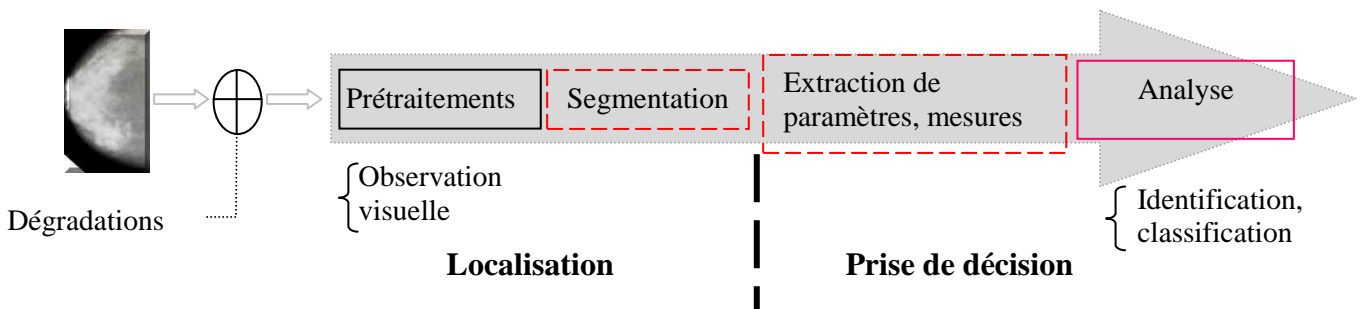 Prétraitements
Segmentation
Extraction de
paramètres, mesures
Analyse
Observation
visuelle
Dégradations
Identification,
classification
Localisation
Prise de décision